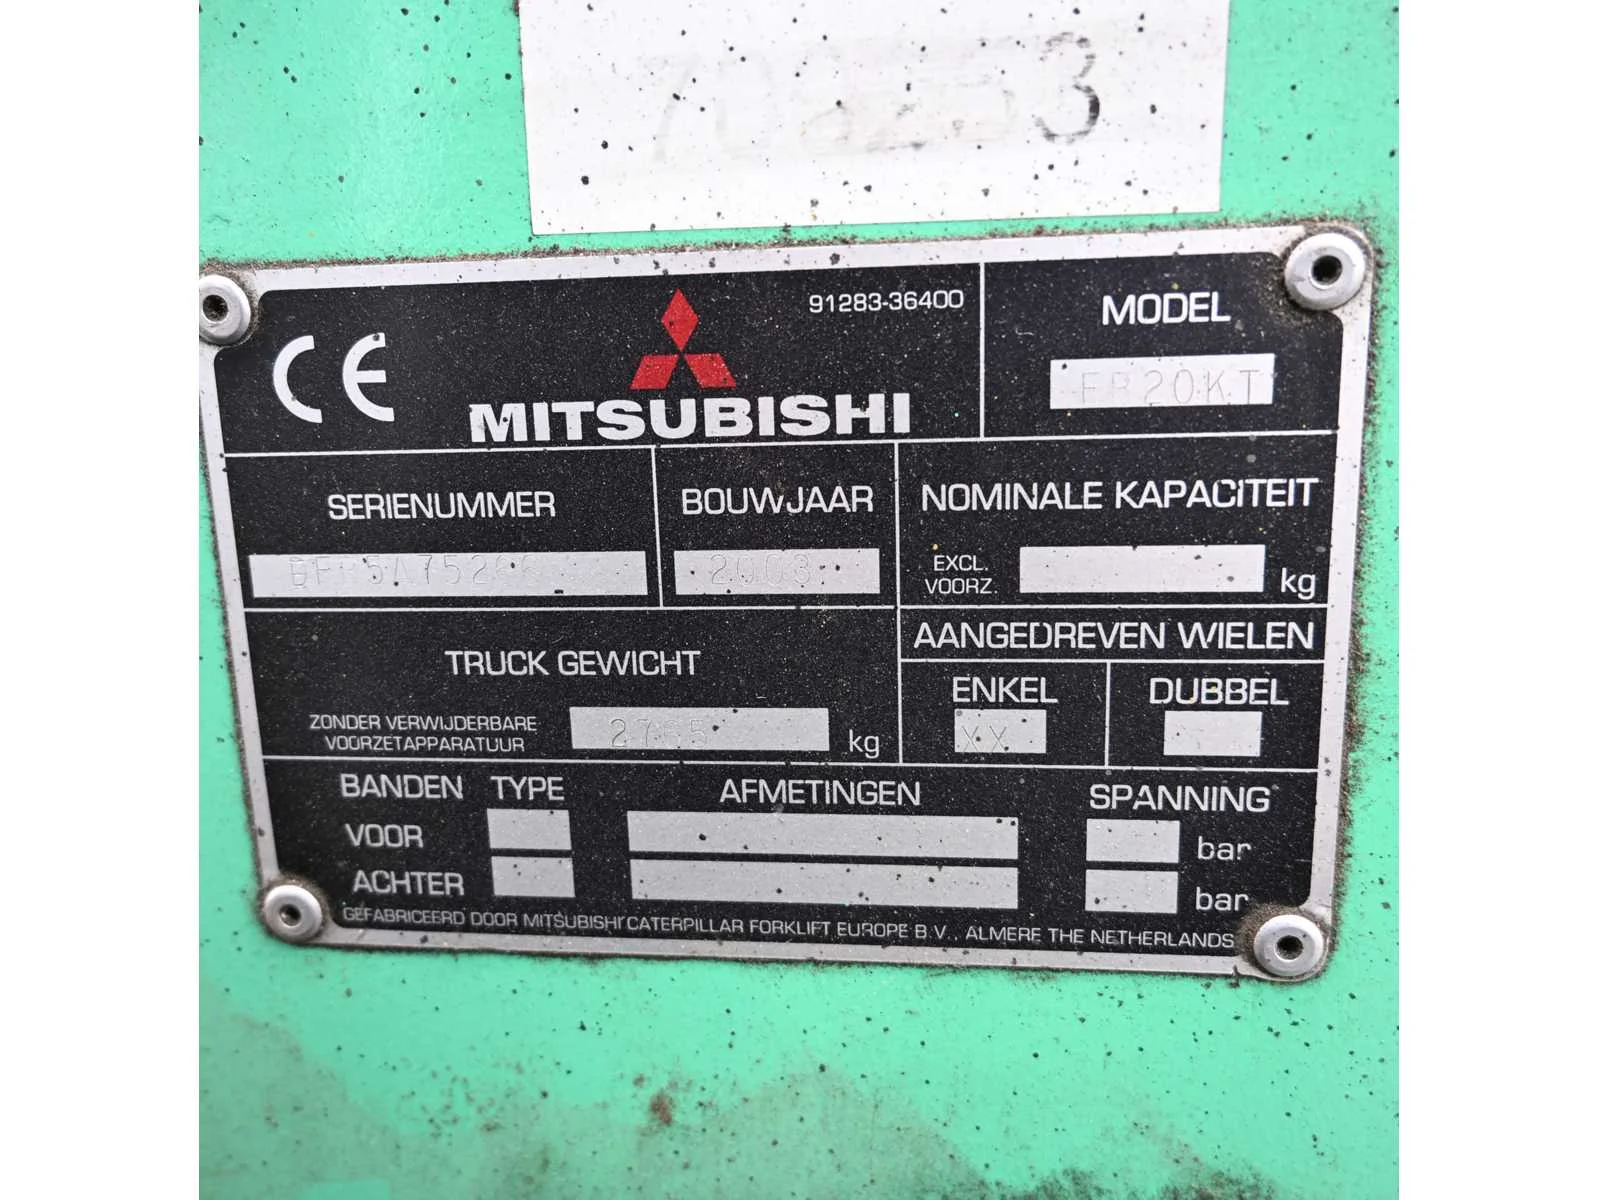 CE
91283-36400
MITSUBISHI
MODEL
SERIENUMMER
BOUWJAAR
2003
NOMINALE KAPACITEIT
EXCL.
VOORZ.
kg
TRUCK GEWICHT
ZONDER VERWIJDERBARE
VOORZETAPPARATUUR
2765
kg
AANGEDREVEN WIELEN
ENKEL
DUBBEL
XX
BANDEN TYPE
AFMETINGEN
SPANNING
VOOR
bar
ACHTER
bar
GEFABRICEERD DOOR MITSUBISHI CATERPILLAR FORKLIFT EUROPE B.V., ALMERE THE NETHERLANDS